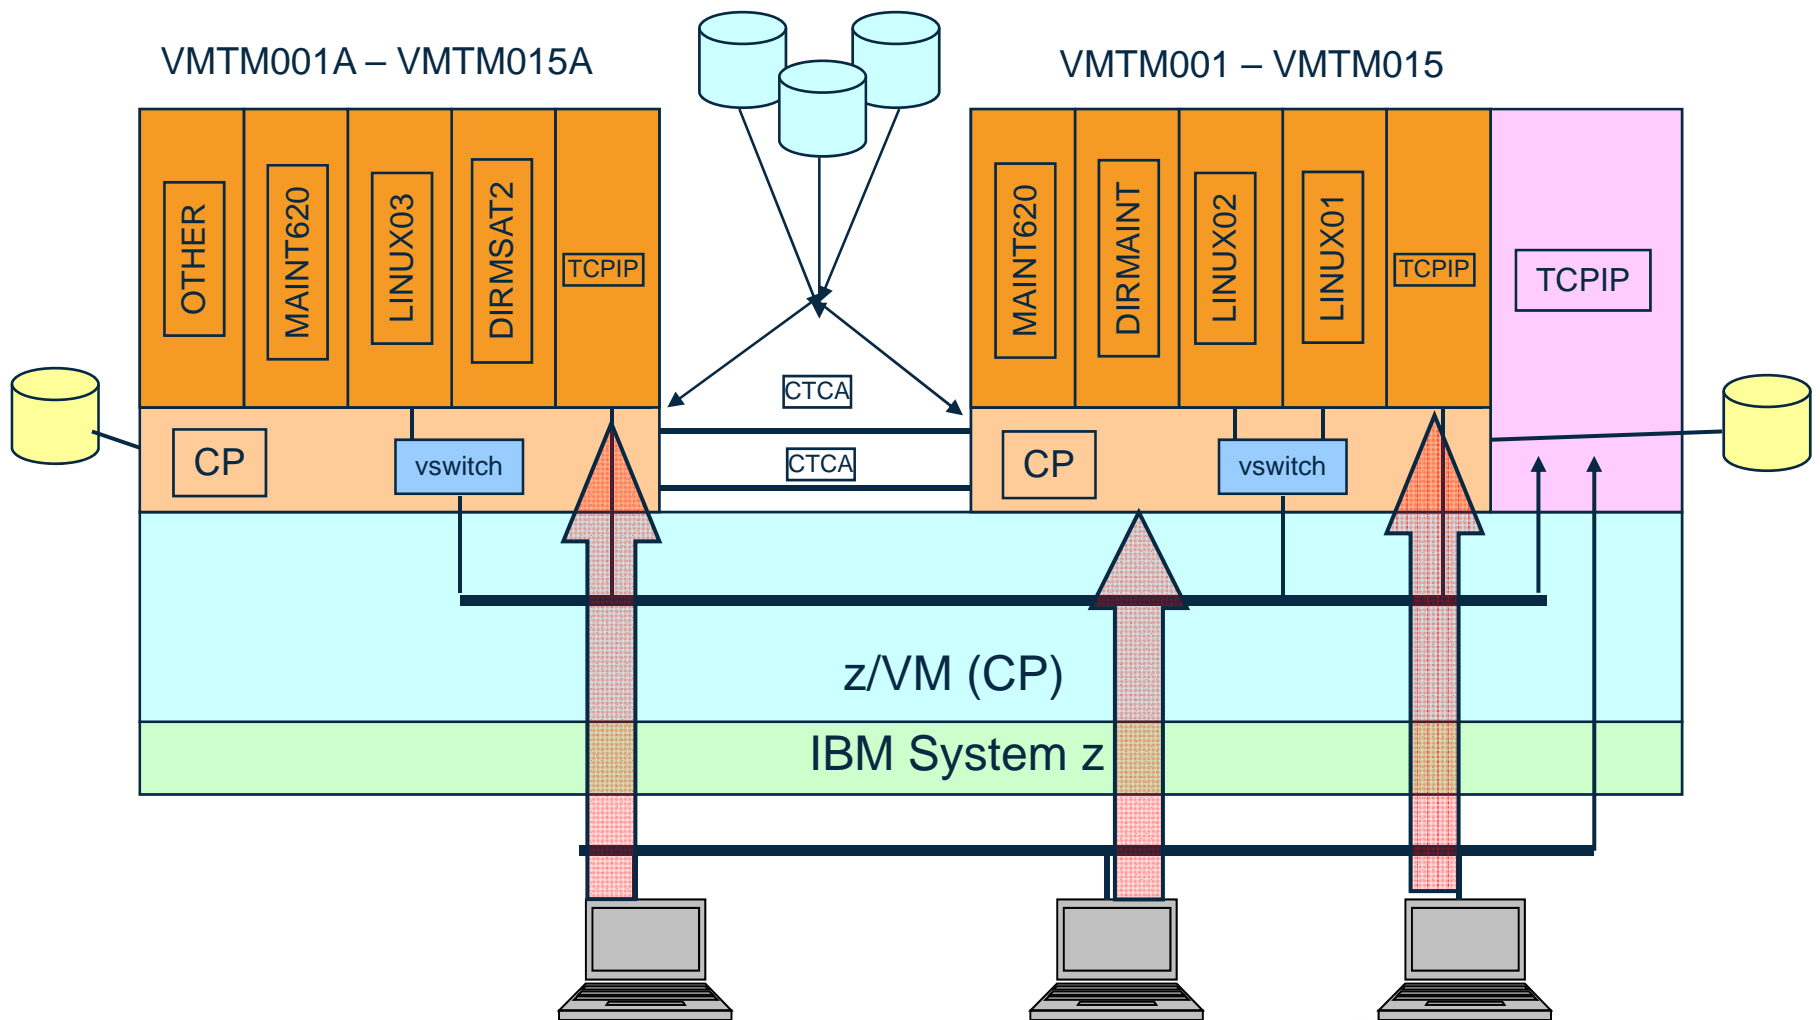 VMTM001A – VMTM015A
VMTM001 – VMTM015
OTHER
MAINT620
LINUX03
DIRMSAT2
TCPIP
MAINT620
DIRMAINT
LINUX02
LINUX01
TCPIP
TCPIP
CTCA
CTCA
CP
vswitch
CP
vswitch
z/VM (CP)
IBM System z